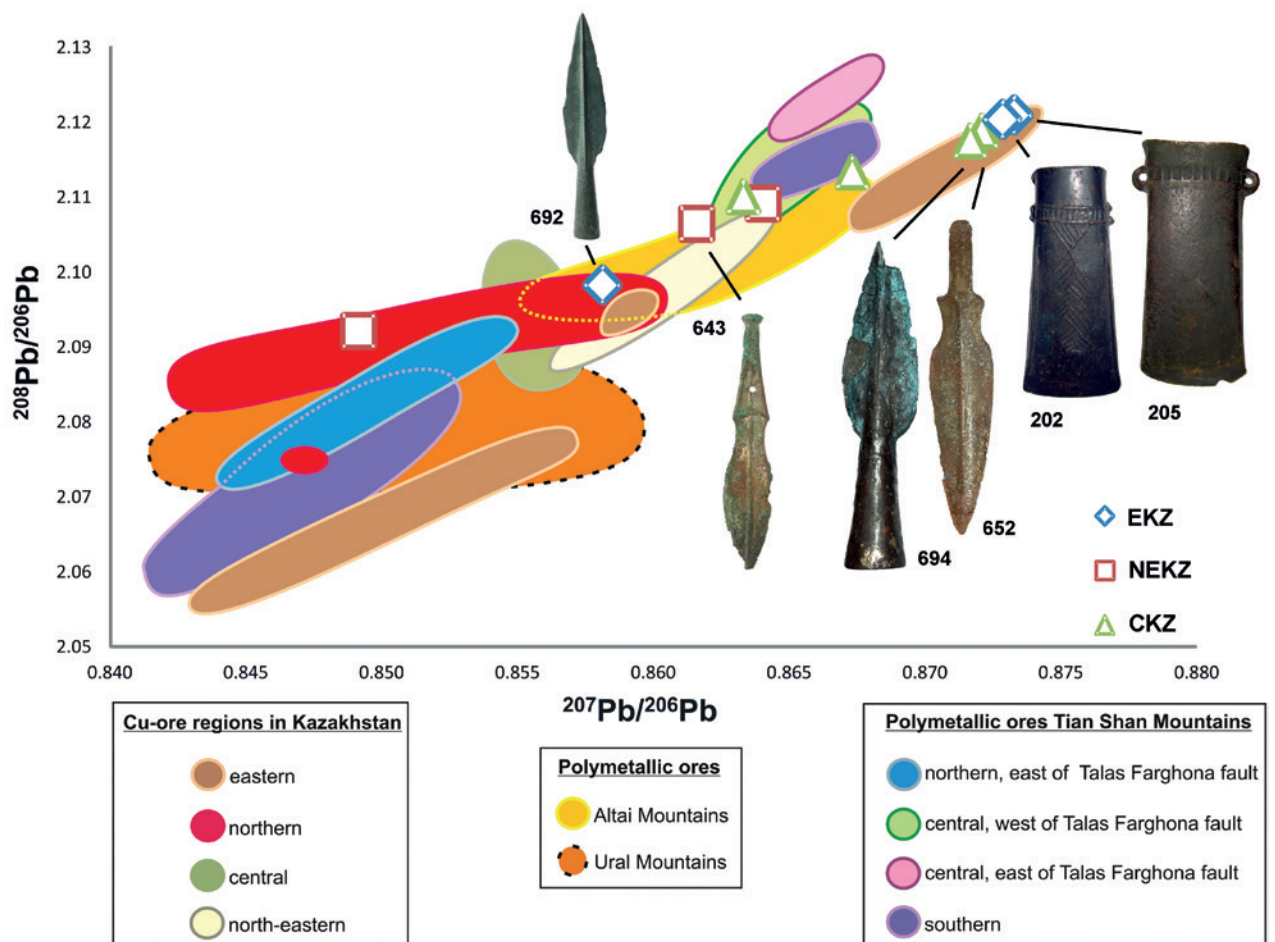 2.13
2.12
2.11
2.10
2.09
2.08
2.07
2.06
2.05
208Pb/206Pb
692
643
694
652
202
205
EKZ
NEKZ
CKZ
0.840
0.845
0.850
0.855
0.860
0.865
0.870
0.875
0.880
207Pb/206Pb
Cu-ore regions in Kazakhstan
eastern
northern
central
north-eastern
Polymetallic ores
Altai Mountains
Ural Mountains
Polymetallic ores Tian Shan Mountains
northern, east of Talas Farghona fault
central, west of Talas Farghona fault
central, east of Talas Farghona fault
southern